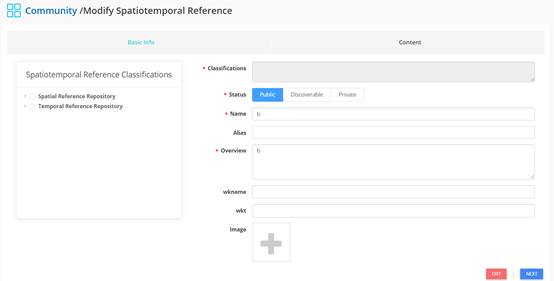 Community /Modify Spatiotemporal Reference
Basic Info
Content
Spatiotemporal Reference Classifications
Spatial Reference Repository
Temporal Reference Repository
* Classifications
* Status
Public
Discoverable
Private
* Name
b
Alias
* Overview
b
wkname
wkt
Image
EXIT
NEXT